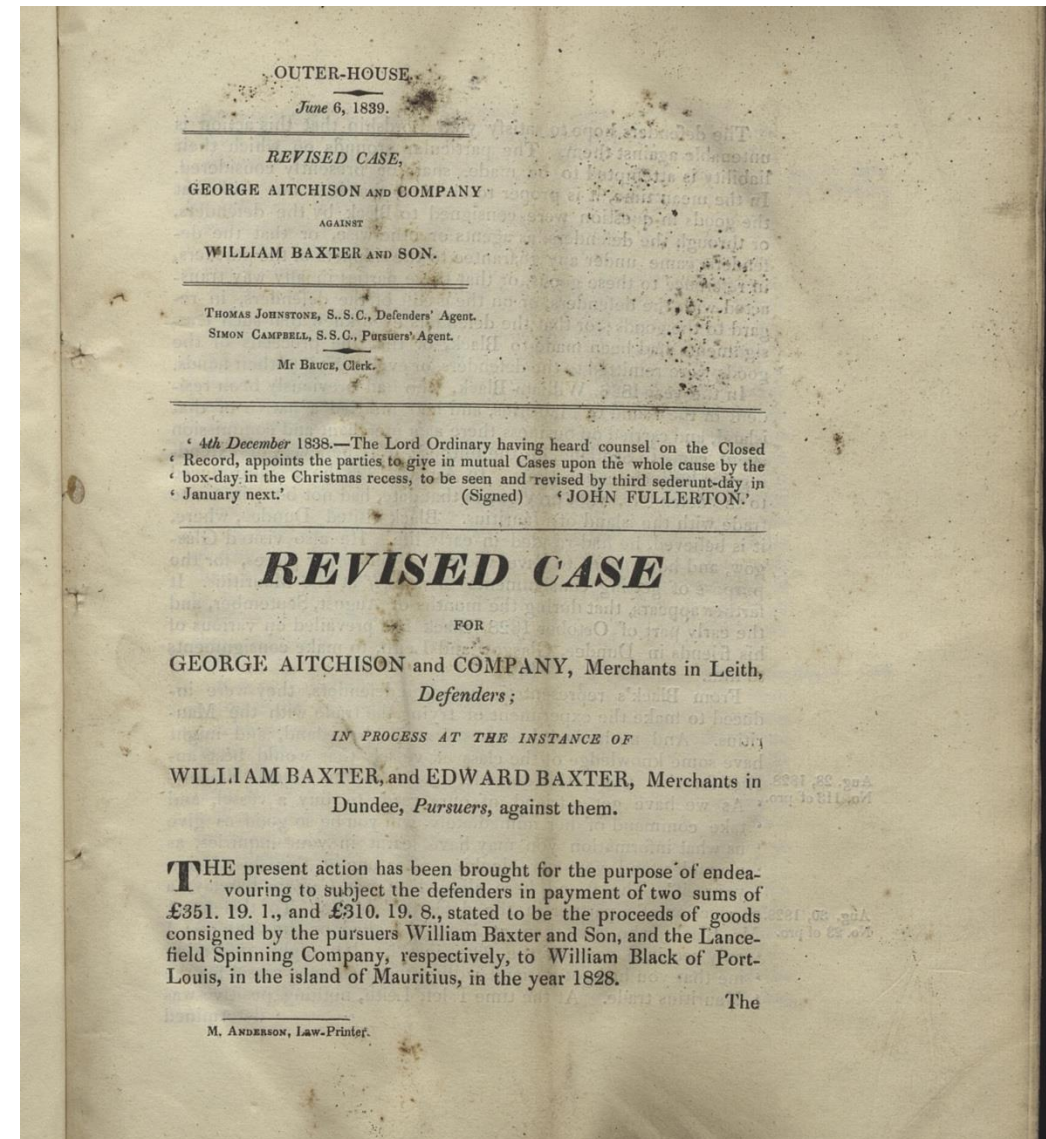 OUTER-HOUSE,
June 6, 1839.
REVISED CASE,
GEORGE AITCHISON AND COMPANY
AGAINST
WILLIAM BAXTER AND SON.
THOMAS JOHNSTONE, S.S.C., Defenders' Agent.
SIMON CAMPBELL, S.S.C., Pursuers' Agent.
Mr BRUCE, Clerk.
‘ 4th December 1838.—The Lord Ordinary having heard counsel on the Closed
‘ Record, appoints the parties to give in mutual Cases upon the whole cause by the
‘ box-day in the Christmas recess, to be seen and revised by third sederunt-day in
‘ January next.’ (Signed) ‘ JOHN FULLERTON.’
REVISED CASE
FOR
GEORGE AITCHISON and COMPANY, Merchants in Leith,
Defenders;
IN PROCESS AT THE INSTANCE OF
WILLIAM BAXTER, and EDWARD BAXTER, Merchants in
Dundee, Pursuers, against them.
THE present action has been brought for the purpose of endea-
vouring to subject the defenders in payment of two sums of
£351. 19. 1., and £310. 19. 8., stated to be the proceeds of goods
consigned by the pursuers William Baxter and Son, and the Lance-
field Spinning Company, respectively, to William Black of Port-
Louis, in the island of Mauritius, in the year 1828.
The
M. ANDERSON, Law-Printer.